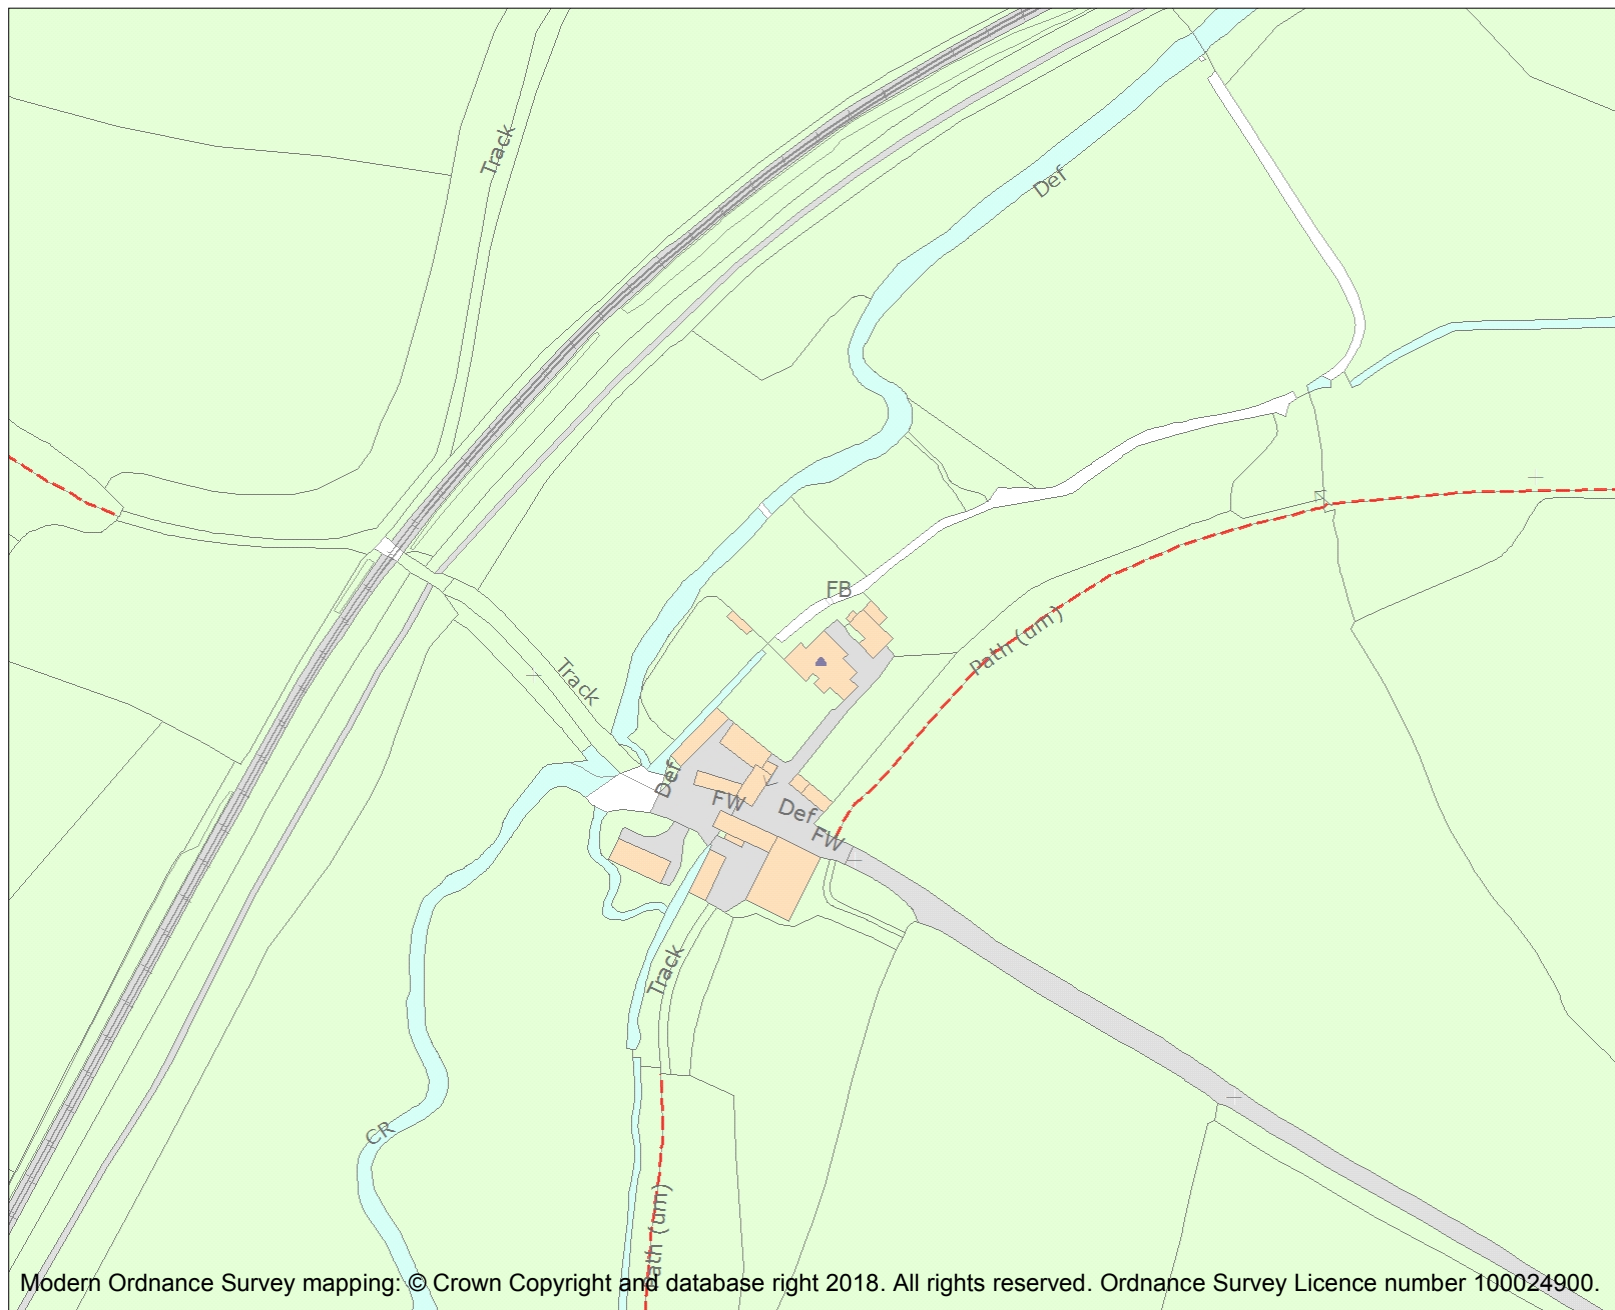 Track
Def
FB
Path (um)
Track
Def
FW
Def
FW
Track
CR
Path (um)
Modern Ordnance Survey mapping: © Crown Copyright and database right 2018. All rights reserved. Ordnance Survey Licence number 100024900.